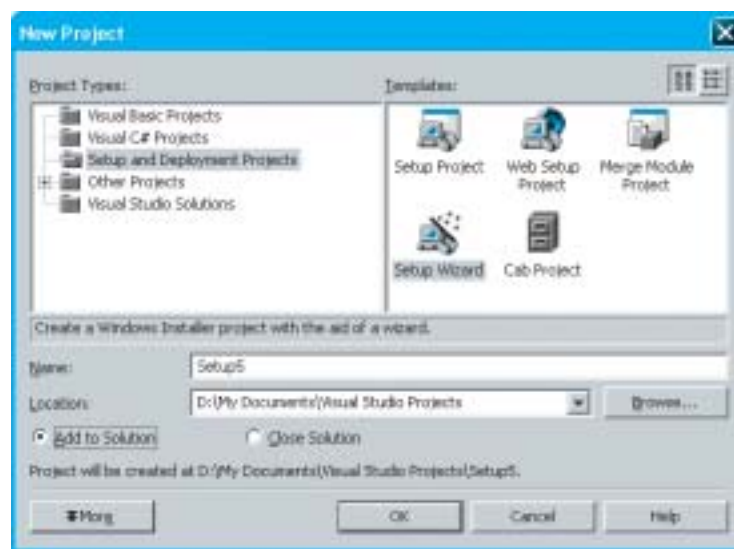 New Project
Project Types:
Templates:
Visual Basic Projects
Visual C# Projects
Setup and Deployment Projects
Other Projects
Visual Studio Solutions
Setup Project
Web Setup Project
Merge Module Project
Setup Wizard
Cab Project
Create a Windows Installer project with the aid of a wizard.
Name:
Setup5
Location:
D:\My Documents\Visual Studio Projects
Browse...
Add to Solution
Close Solution
Project will be created at D:\My Documents\Visual Studio Projects\Setup5.
More
OK
Cancel
Help